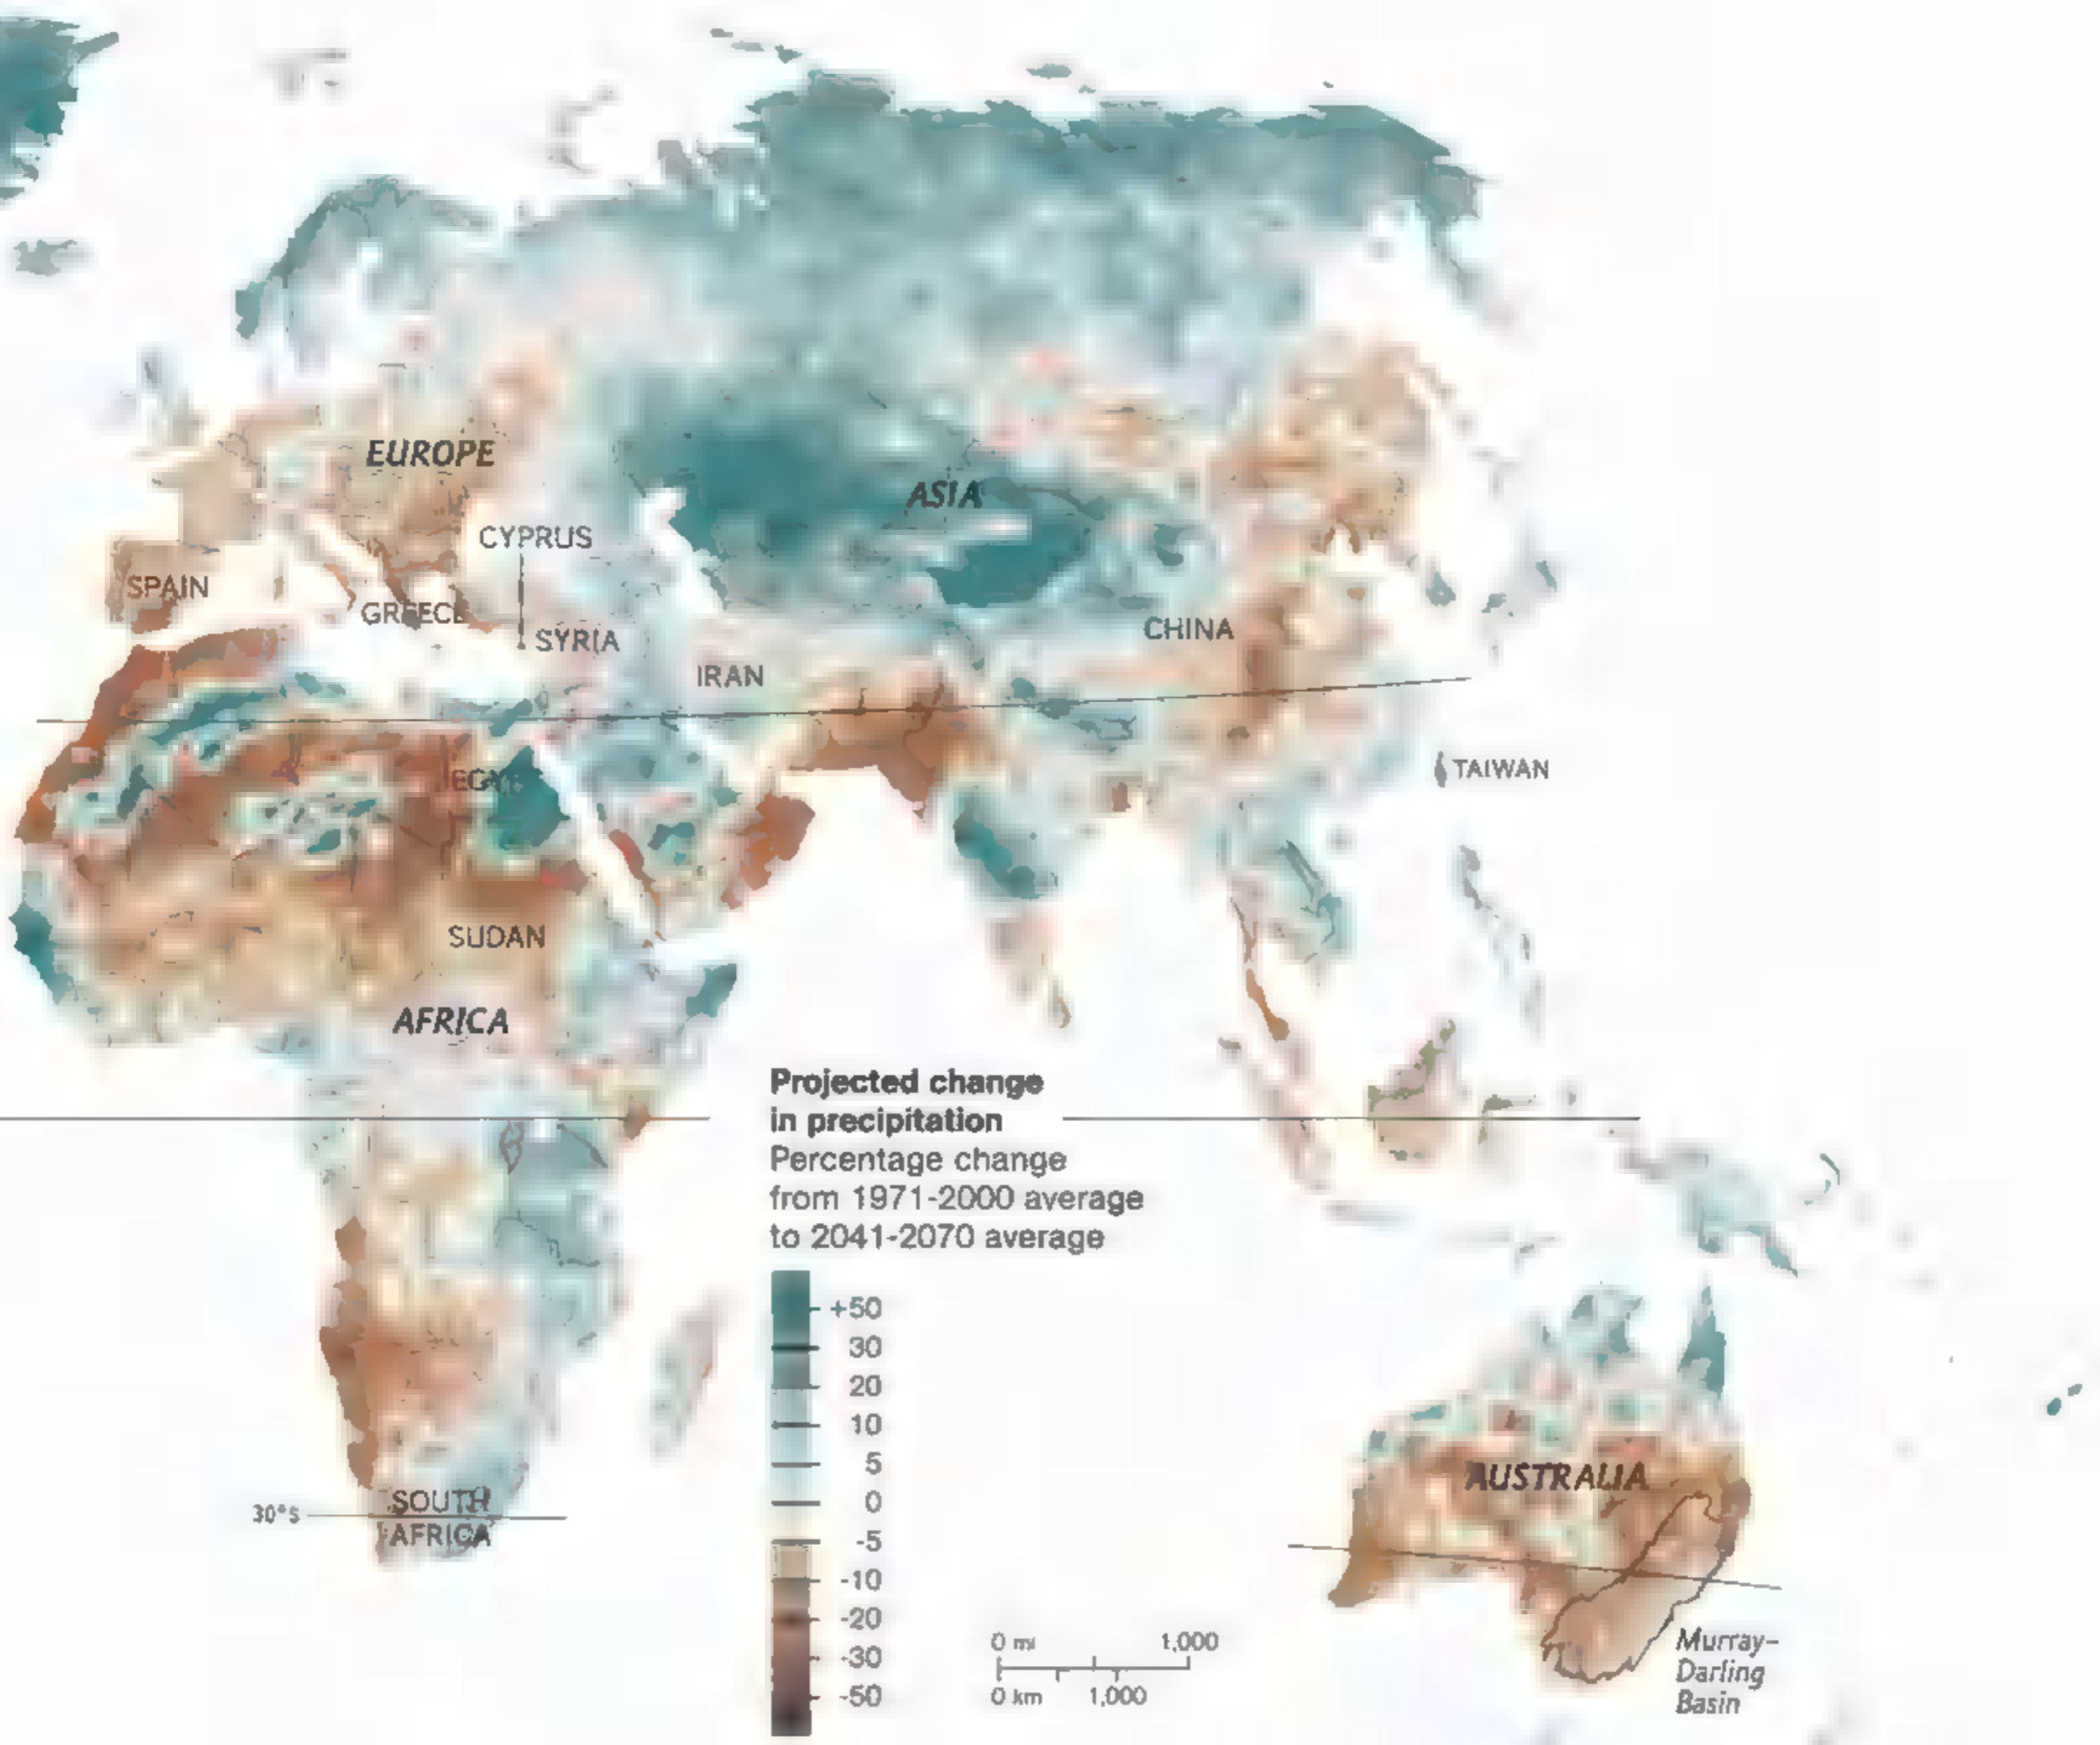 EUROPE
ASIA
CYPRUS
SPAIN
GREECE
SYRIA
CHINA
IRAN
TAIWAN
SUDAN
AFRICA
Projected change
in precipitation
Percentage change
from 1971-2000 average
to 2041-2070 average
+50
30
20
10
5
0
-5
-10
-20
-30
-50
AUSTRALIA
SOUTH
30°S
AFRICA
0 mi 1,000
0 km 1,000
Murray–
Darling
Basin